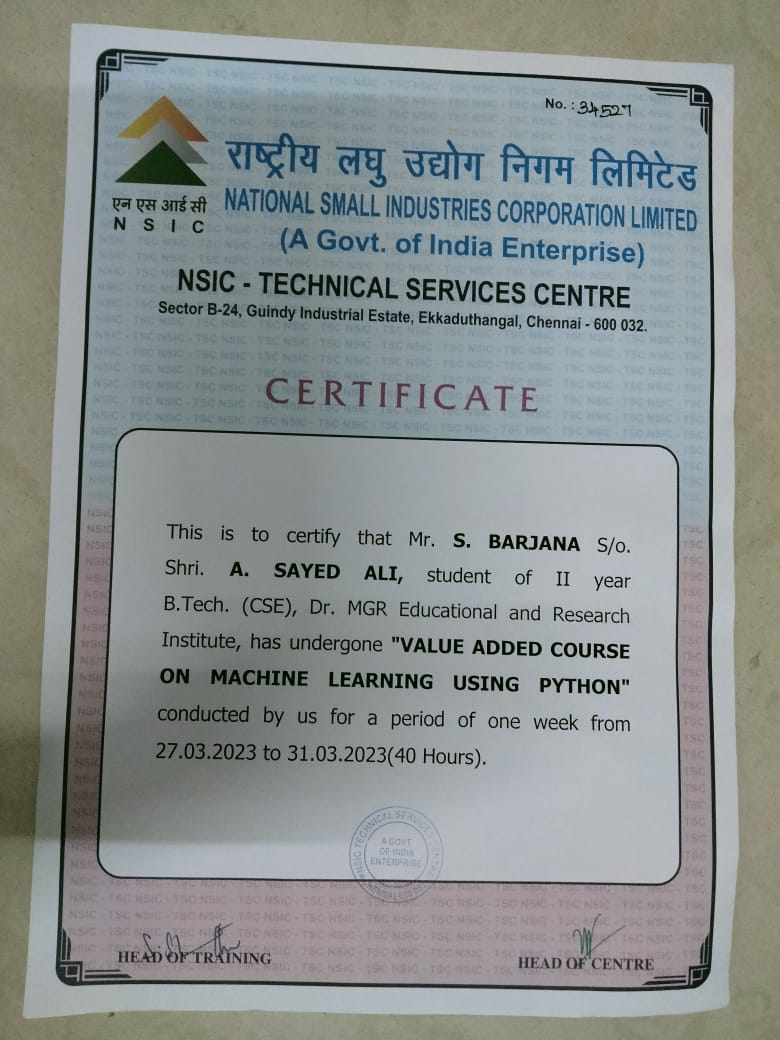 No. : 34527
राष्ट्रीय लघु उद्योग निगम लिमिटेड
एन एस आई सी
N S I C
NATIONAL SMALL INDUSTRIES CORPORATION LIMITED
(A Govt. of India Enterprise)
NSIC - TECHNICAL SERVICES CENTRE
Sector B-24, Guindy Industrial Estate, Ekkaduthangal, Chennai - 600 032.
CERTIFICATE
This is to certify that Mr. S. BARJANA S/o.
Shri. A. SAYED ALI, student of II year
B.Tech. (CSE), Dr. MGR Educational and Research
Institute, has undergone "VALUE ADDED COURSE
ON MACHINE LEARNING USING PYTHON"
conducted by us for a period of one week from
27.03.2023 to 31.03.2023(40 Hours).
NSIC TECHNICAL SERVICES CENTRE
A GOVT.
OF INDIA
ENTERPRISE
HEAD OF TRAINING
HEAD OF CENTRE